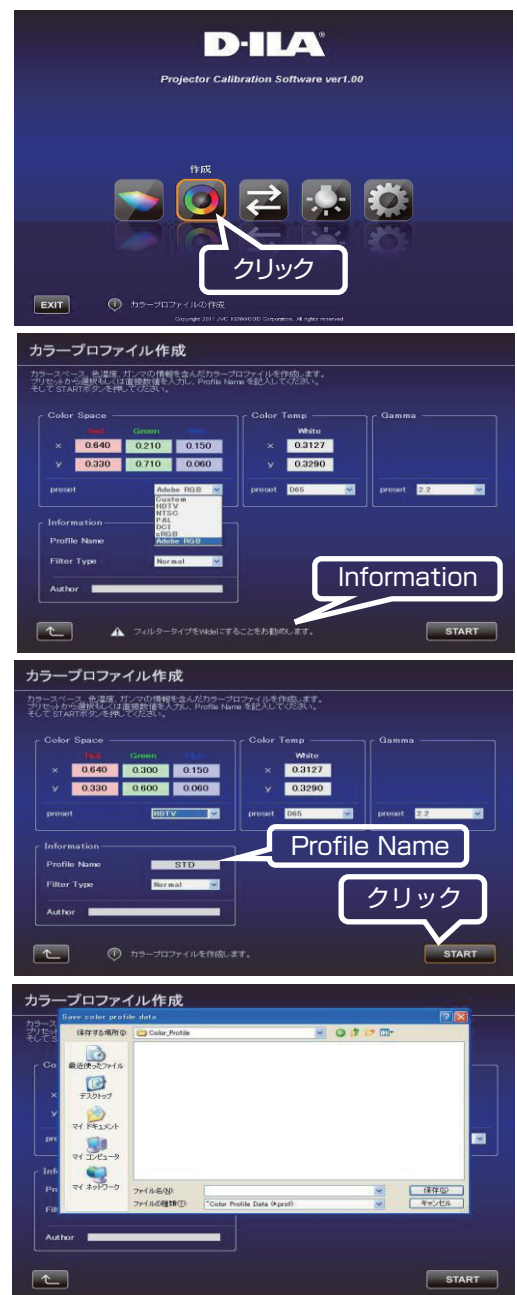 D-ILA®
Projector Calibration Software ver1.00
作成
クリック
EXIT
カラープロファイルの作成
Copyright 2011 JVC KENWOOD Corporation. All rights reserved
カラープロファイル作成
カラースペース、色温度、ガンマの情報を含んだカラープロファイルを作成します。
プリセットから選択もしくは直接数値を入力し、Profile Name を記入してください。
そして STARTボタンを押してください。
Color Space
Color Temp
Gamma
Red
Green
Blue
White
x
0.640
0.210
0.150
x
0.3127
y
0.330
0.710
0.060
y
0.3290
preset
Adobe RGB
preset
D65
preset
2.2
Custom
HDTV
NTSC
PAL
DCI
sRGB
Adobe RGB
Information
Profile Name
Filter Type
Normal
Author
Information
フィルタータイプをWideにすることをお勧めします。
START
カラープロファイル作成
カラースペース、色温度、ガンマの情報を含んだカラープロファイルを作成します。
プリセットから選択もしくは直接数値を入力し、Profile Name を記入してください。
そして STARTボタンを押してください。
Color Space
Color Temp
Gamma
Red
Green
Blue
White
x
0.640
0.300
0.150
x
0.3127
y
0.330
0.600
0.060
y
0.3290
preset
HDTV
preset
D65
preset
2.2
Information
Profile Name
STD
Profile Name
Filter Type
Normal
クリック
Author
カラープロファイルを作成します。
START
カラープロファイル作成
Save color profile data
保存する場所(I):
Color_Profile
最近使ったファイル
デスクトップ
マイ ドキュメント
マイ コンピュータ
マイ ネットワーク
ファイル名(N):
保存(S)
ファイルの種類(T):
"Color Profile Data (*.prof)
キャンセル
Author
START